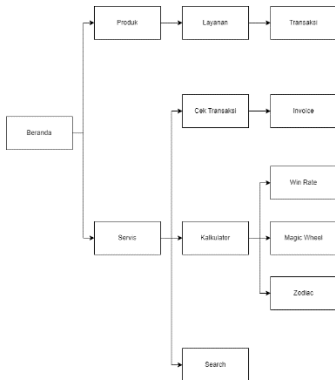 Produk
Layanan
Transaksi
Cek Transaksi
Invoice
Beranda
Win Rate
Servis
Kalkulator
Magic Wheel
Zodiac
Search